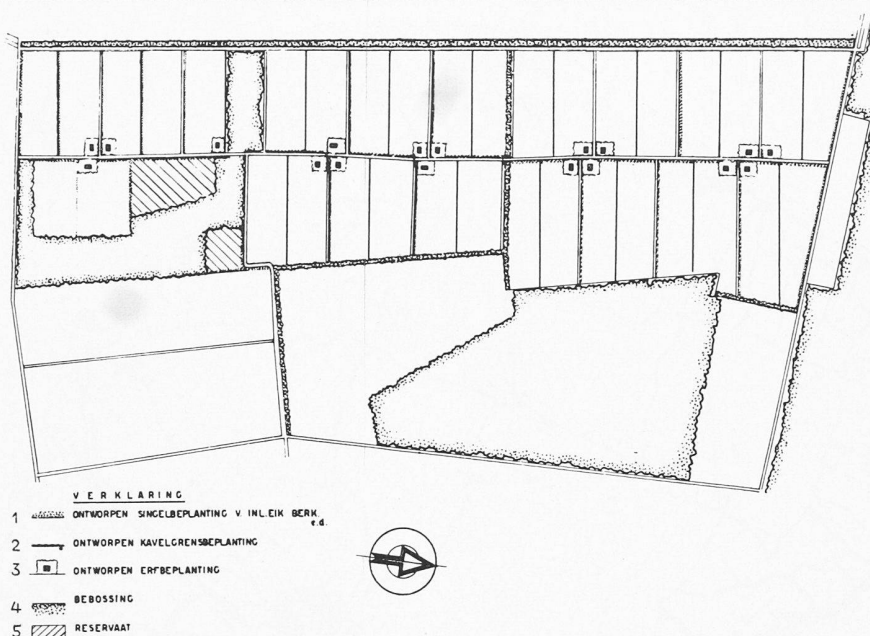 VERKLARING
1 ONTWORPEN SINGELBEPLANTING V. INL. EIK BERK e.d.
2 ONTWORPEN KAVELGRENSBEPLANTING
3 ONTWORPEN ERFBEPLANTING
4 BEBOSSING
5 RESERVAAT